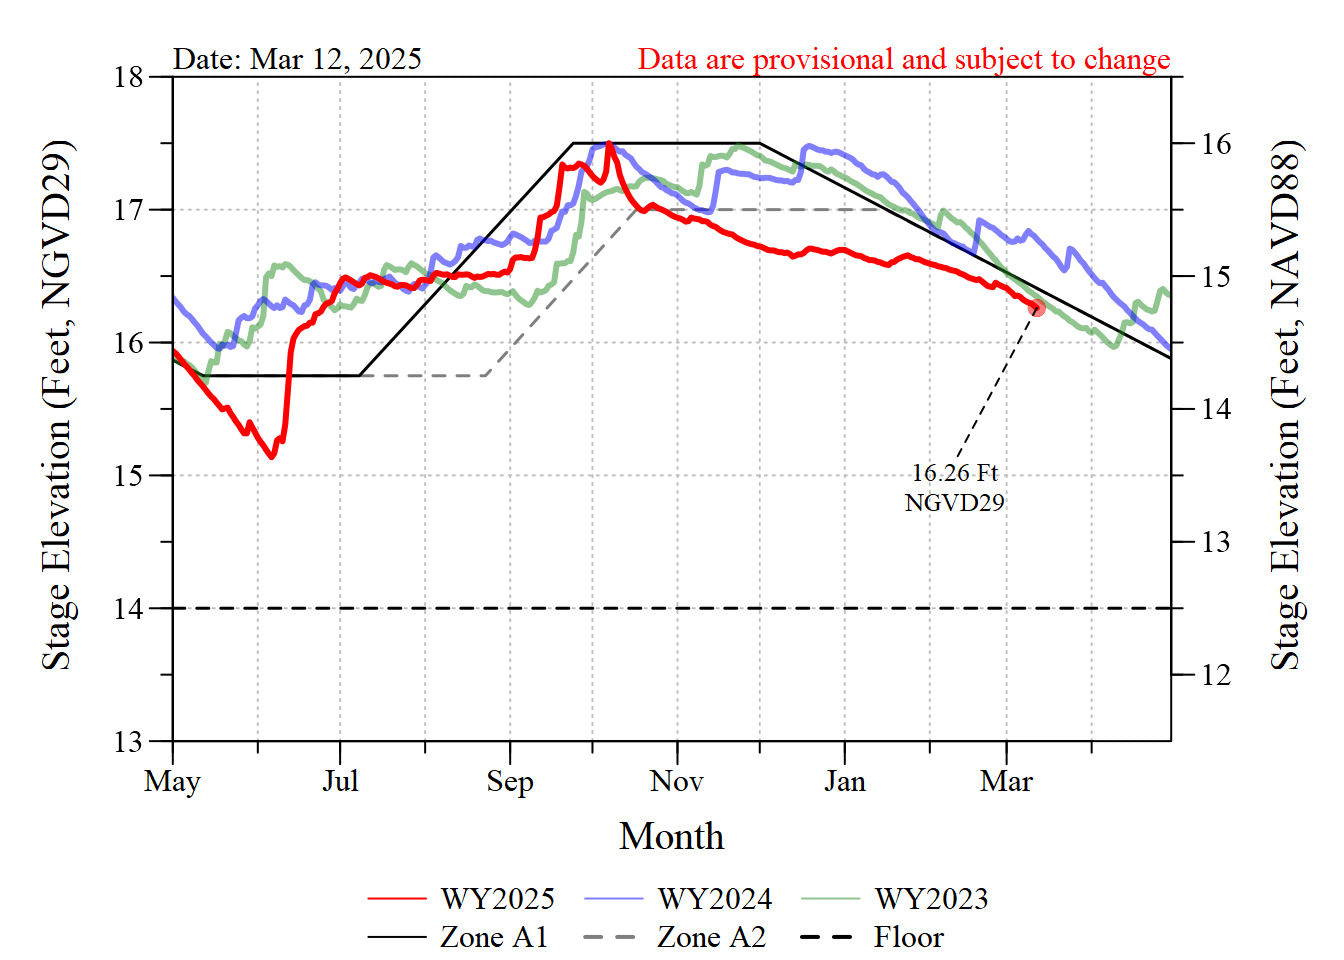 Date: Mar 12, 2025
Data are provisional and subject to change
18
17
16
15
14
13
Stage Elevation (Feet, NGVD29)
16
15
14
13
12
Stage Elevation (Feet, NAVD88)
16.26 Ft
NGVD29
May Jul Sep Nov Jan Mar
Month
WY2025 WY2024 WY2023
Zone A1 Zone A2 Floor